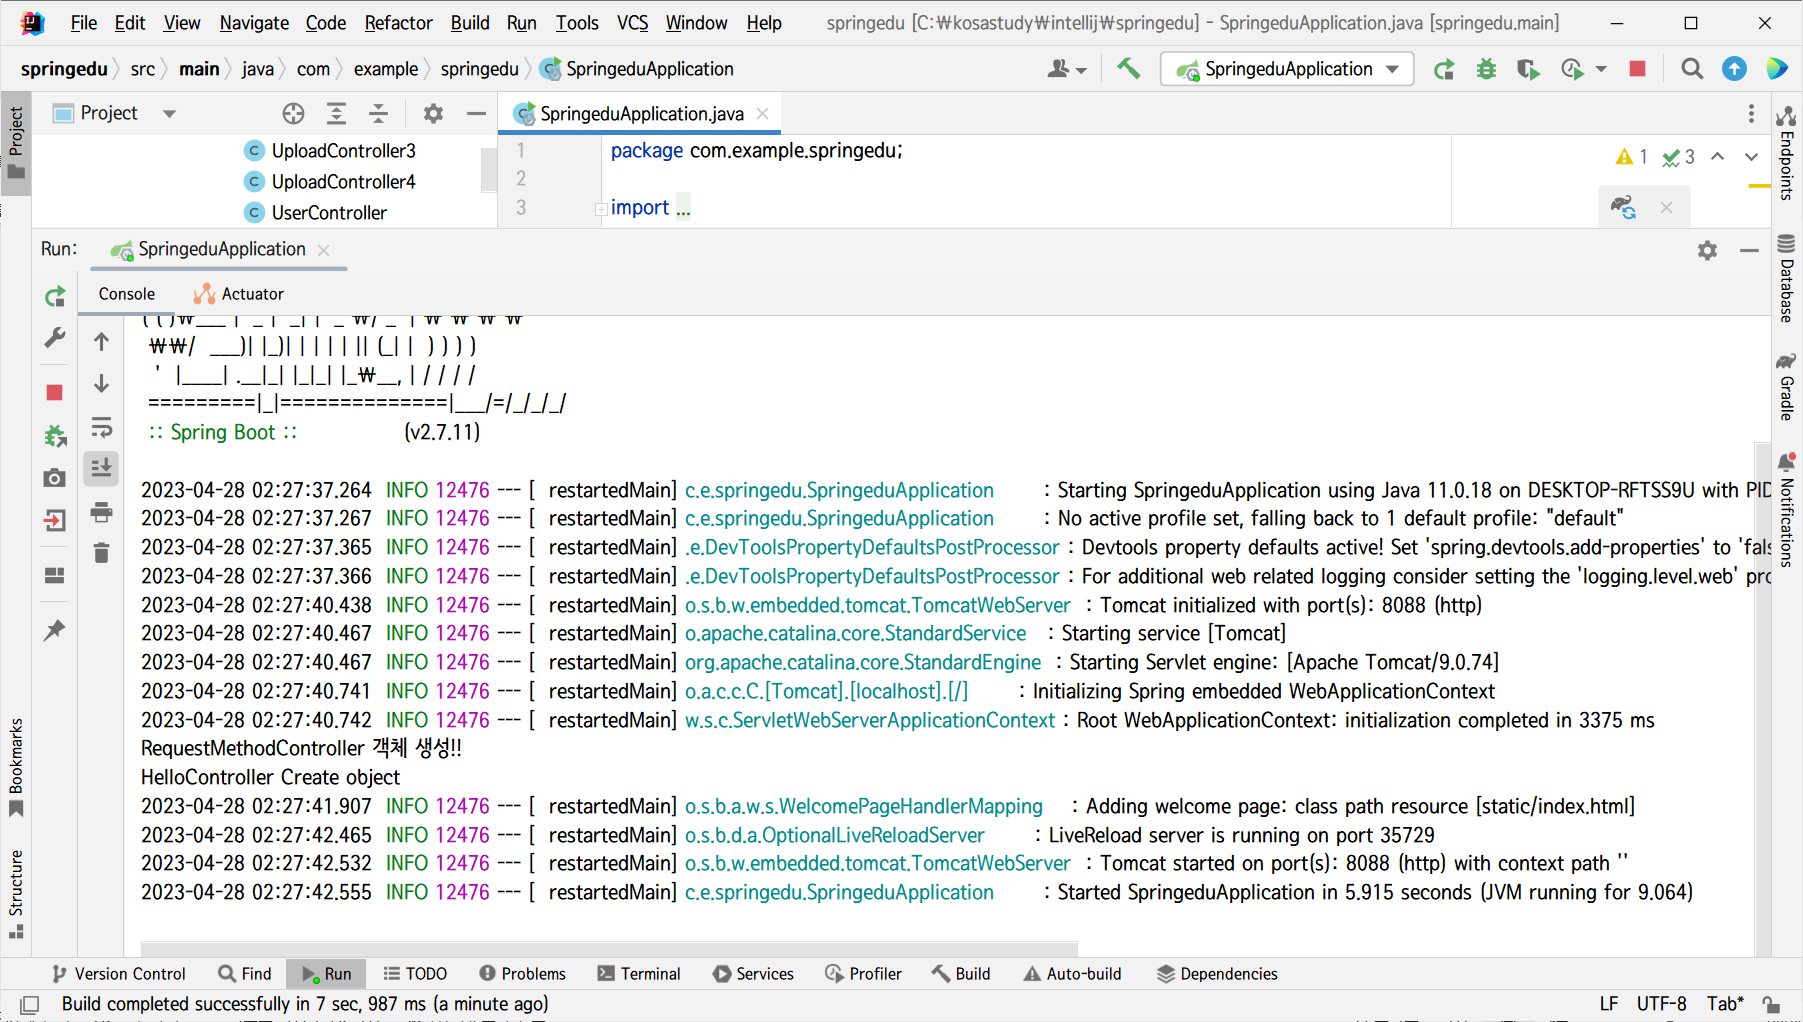 File Edit View Navigate Code Refactor Build Run Tools VCS Window Help springedu [C:₩kosastudy₩intellij₩springedu] - SpringeduApplication.java [springedu.main]
springedu src main java com example springedu SpringeduApplication SpringeduApplication
Project SpringeduApplication.java
UploadController3
UploadController4
UserController
1 package com.example.springedu;
2
3 import ...
1 3
Project
Bookmarks
Structure
Endpoints
Database
Gradle
Notifications
Run: SpringeduApplication
Console Actuator
( ( )₩___ | '_ | '_| | '_ ₩/ _` | ₩ ₩ ₩ ₩
₩₩/ ___)| |_)| | | | | || (_| | ) ) ) )
' |____| .__|_| |_|_| |_₩__, | / / / /
=========|_|==============|___/=/_/_/_/
:: Spring Boot :: (v2.7.11)
2023-04-28 02:27:37.264 INFO 12476 --- [ restartedMain] c.e.springedu.SpringeduApplication : Starting SpringeduApplication using Java 11.0.18 on DESKTOP-RFTSS9U with PID
2023-04-28 02:27:37.267 INFO 12476 --- [ restartedMain] c.e.springedu.SpringeduApplication : No active profile set, falling back to 1 default profile: "default"
2023-04-28 02:27:37.365 INFO 12476 --- [ restartedMain] .e.DevToolsPropertyDefaultsPostProcessor : Devtools property defaults active! Set 'spring.devtools.add-properties' to 'fals
2023-04-28 02:27:37.366 INFO 12476 --- [ restartedMain] .e.DevToolsPropertyDefaultsPostProcessor : For additional web related logging consider setting the 'logging.level.web' pro
2023-04-28 02:27:40.438 INFO 12476 --- [ restartedMain] o.s.b.w.embedded.tomcat.TomcatWebServer : Tomcat initialized with port(s): 8088 (http)
2023-04-28 02:27:40.467 INFO 12476 --- [ restartedMain] o.apache.catalina.core.StandardService : Starting service [Tomcat]
2023-04-28 02:27:40.467 INFO 12476 --- [ restartedMain] org.apache.catalina.core.StandardEngine : Starting Servlet engine: [Apache Tomcat/9.0.74]
2023-04-28 02:27:40.741 INFO 12476 --- [ restartedMain] o.a.c.c.C.[Tomcat].[localhost].[/] : Initializing Spring embedded WebApplicationContext
2023-04-28 02:27:40.742 INFO 12476 --- [ restartedMain] w.s.c.ServletWebServerApplicationContext : Root WebApplicationContext: initialization completed in 3375 ms
RequestMethodController 객체 생성!!
HelloController Create object
2023-04-28 02:27:41.907 INFO 12476 --- [ restartedMain] o.s.b.a.w.s.WelcomePageHandlerMapping : Adding welcome page: class path resource [static/index.html]
2023-04-28 02:27:42.465 INFO 12476 --- [ restartedMain] o.s.b.d.a.OptionalLiveReloadServer : LiveReload server is running on port 35729
2023-04-28 02:27:42.532 INFO 12476 --- [ restartedMain] o.s.b.w.embedded.tomcat.TomcatWebServer : Tomcat started on port(s): 8088 (http) with context path ''
2023-04-28 02:27:42.555 INFO 12476 --- [ restartedMain] c.e.springedu.SpringeduApplication : Started SpringeduApplication in 5.915 seconds (JVM running for 9.064)
Version Control Find Run TODO Problems Terminal Services Profiler Build Auto-build Dependencies
Build completed successfully in 7 sec, 987 ms (a minute ago) LF UTF-8 Tab*